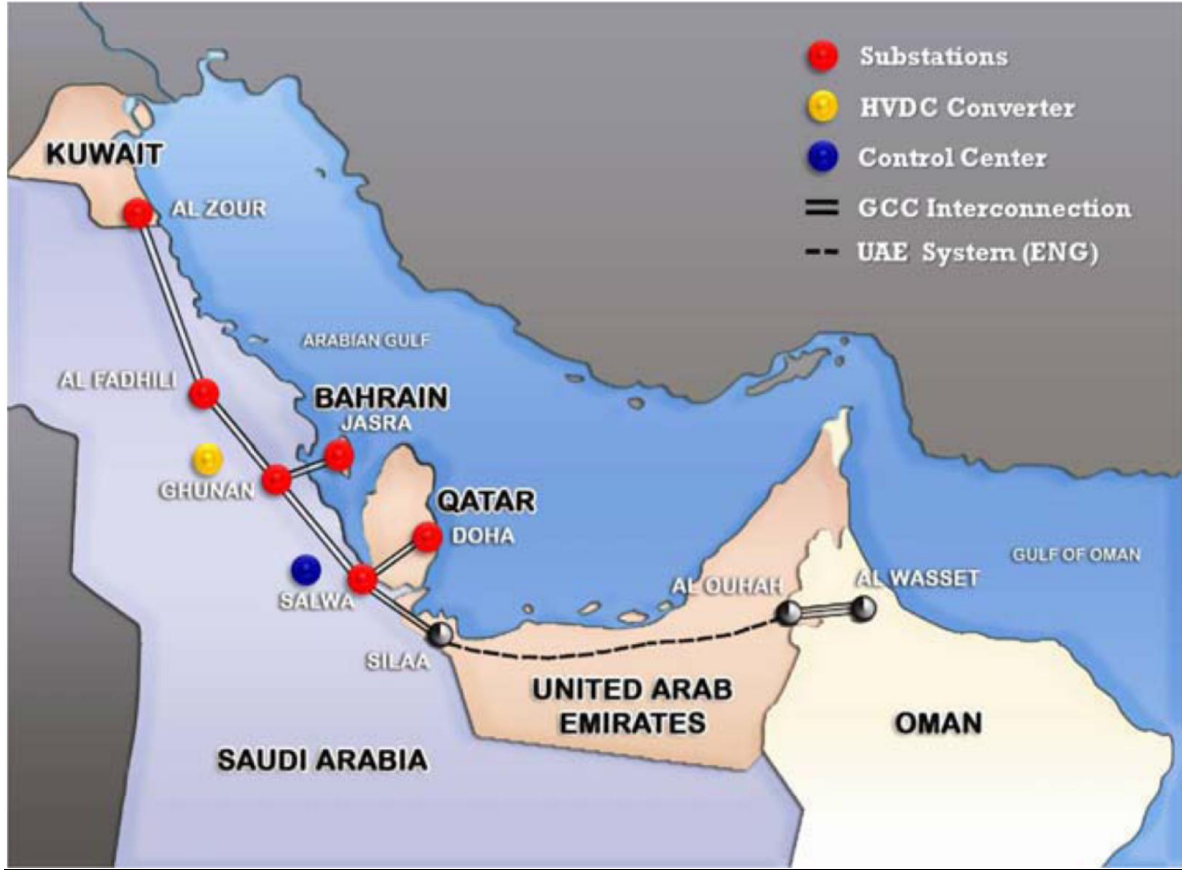 Substations
HVDC Converter
Control Center
GCC Interconnection
UAE System (ENG)
KUWAIT
AL ZOUR
ARABIAN GULF
AL FADHILI
BAHRAIN
JASRA
GHUNAN
QATAR
DOHA
GULF OF OMAN
SALWA
AL OUHAH
AL WASSET
SILAA
UNITED ARAB
EMIRATES
OMAN
SAUDI ARABIA